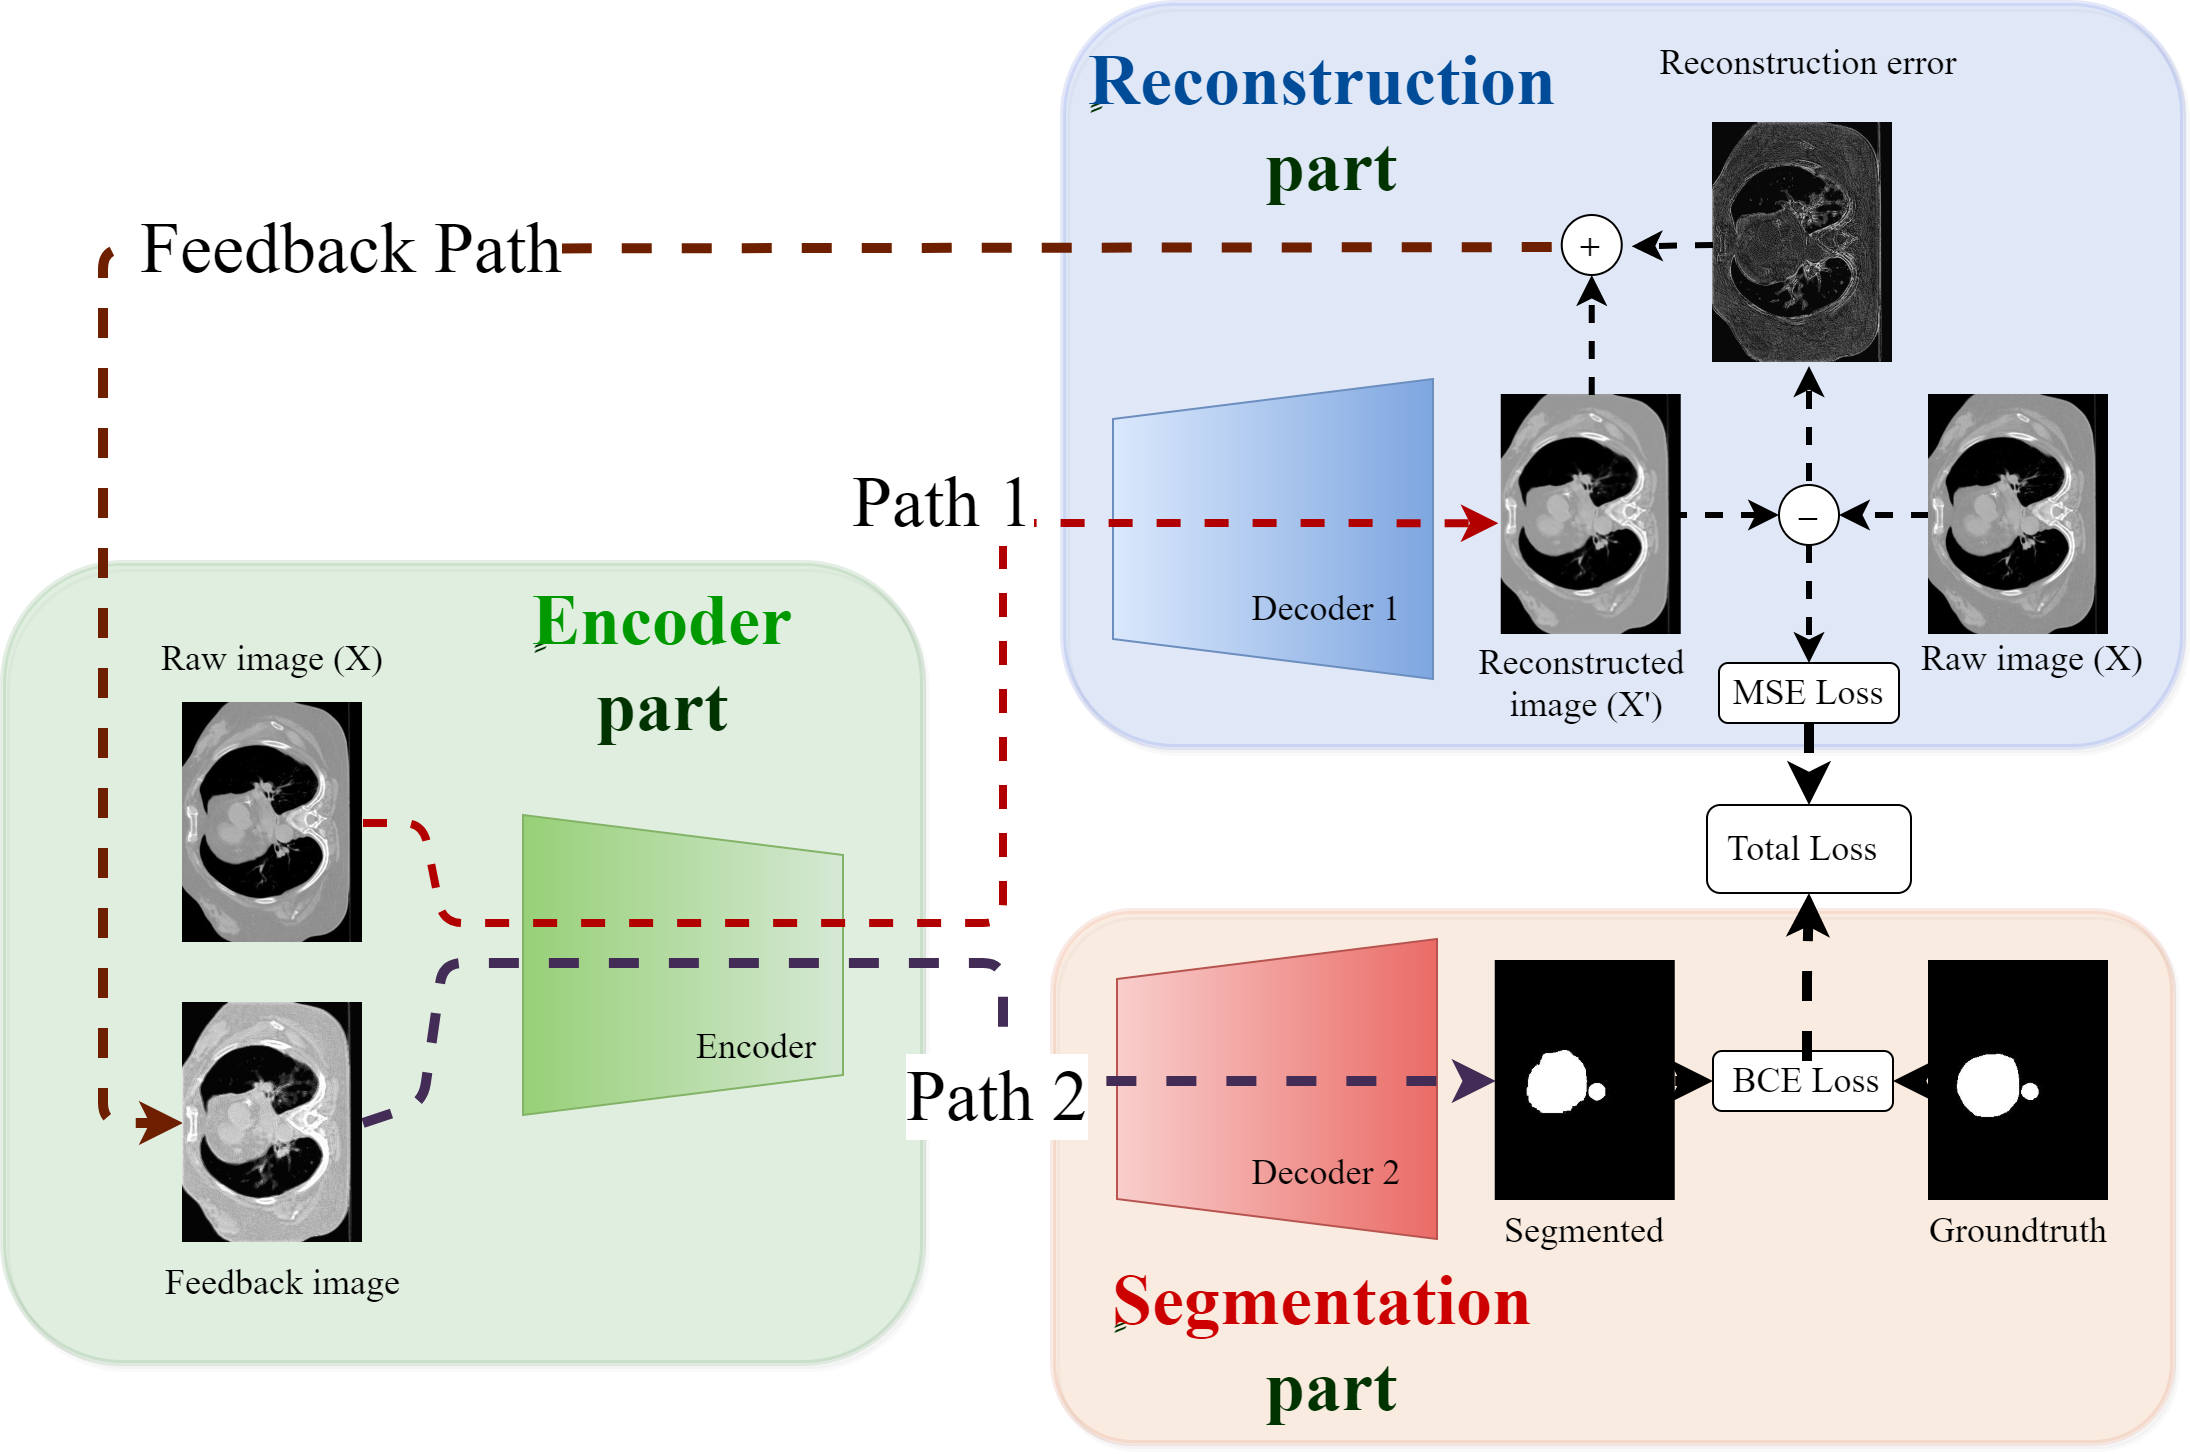 Reconstruction
part
Reconstruction error
Feedback Path
+
Path 1
Decoder 1
−
Reconstructed
image (X')
Raw image (X)
MSE Loss
Encoder
part
Raw image (X)
Encoder
Feedback image
Total Loss
Path 2
Decoder 2
BCE Loss
Segmented
Groundtruth
Segmentation
part